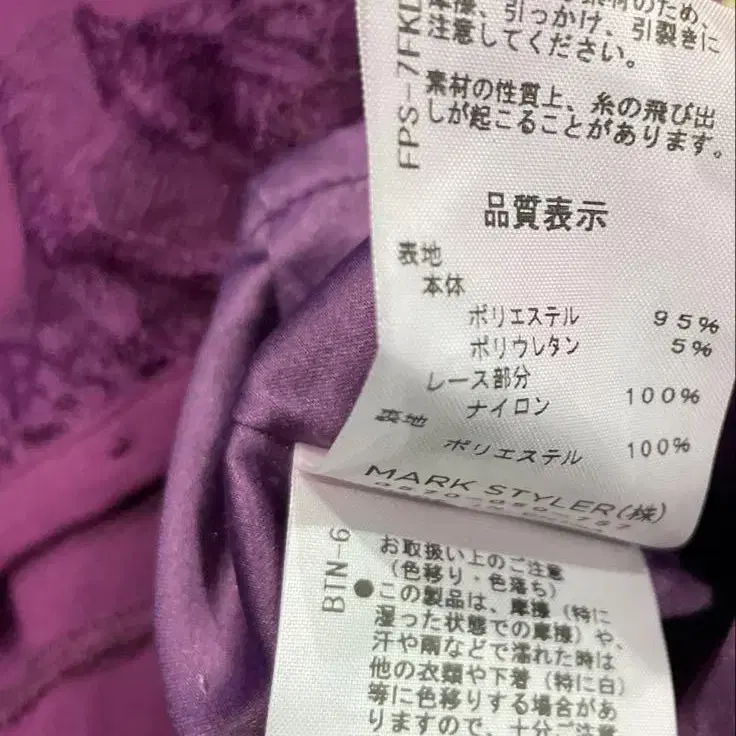 FPS-7FKL
のため、
摩擦、引っかけ、引裂きに
注意してください。
素材の性質上、糸の飛び出
しが起こることがあります。
品質表示
表地
本体
ポリエステル 95%
ポリウレタン 5%
レース部分
ナイロン 100%
裏地
ポリエステル 100%
MARK STYLER(株)
BTN-6
お取扱い上のご注意
(色移り・色落ち)
●この製品は、摩擦(特に
湿った状態での摩擦)や、
汗や雨などで濡れた時は
他の衣類や下着(特に白)
等に色移りする場合があ
りますので、十分ご注意